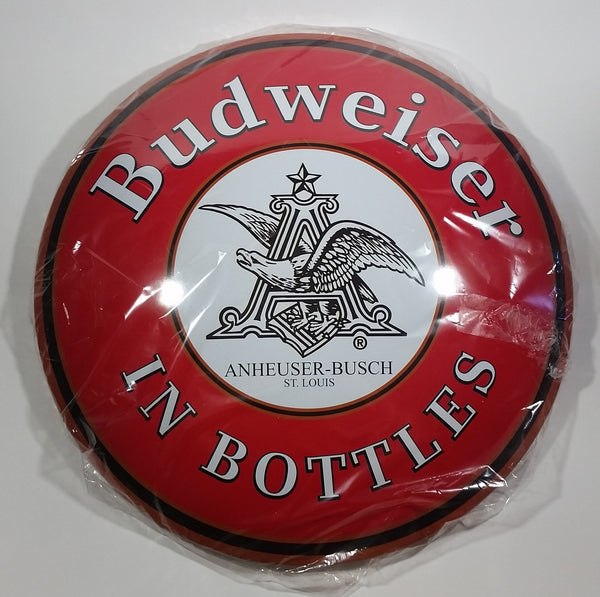 Budweiser
®
ANHEUSER-BUSCH
ST. LOUIS
IN BOTTLES